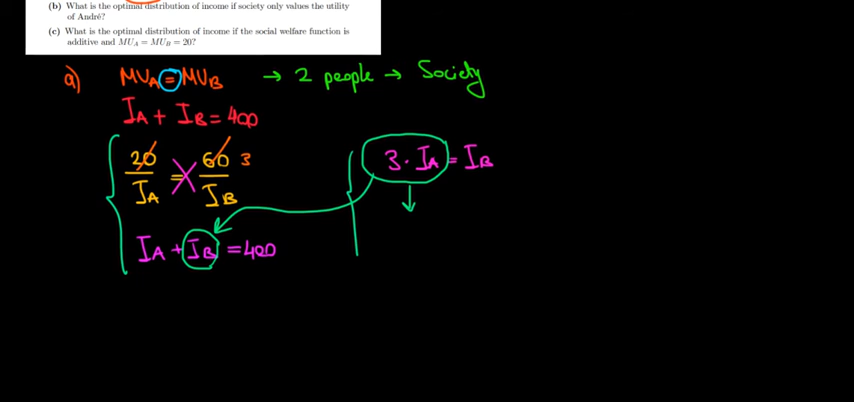 (b) What is the optimal distribution of income if society only values the utility
of André?
(c) What is the optimal distribution of income if the social welfare function is
additive and MU_A = MU_B = 20?
a) MU_A = MU_B → 2 people → Society
I_A + I_B = 400
20/I_A = 60/I_B 3
3 · I_A = I_B
I_A + I_B = 400